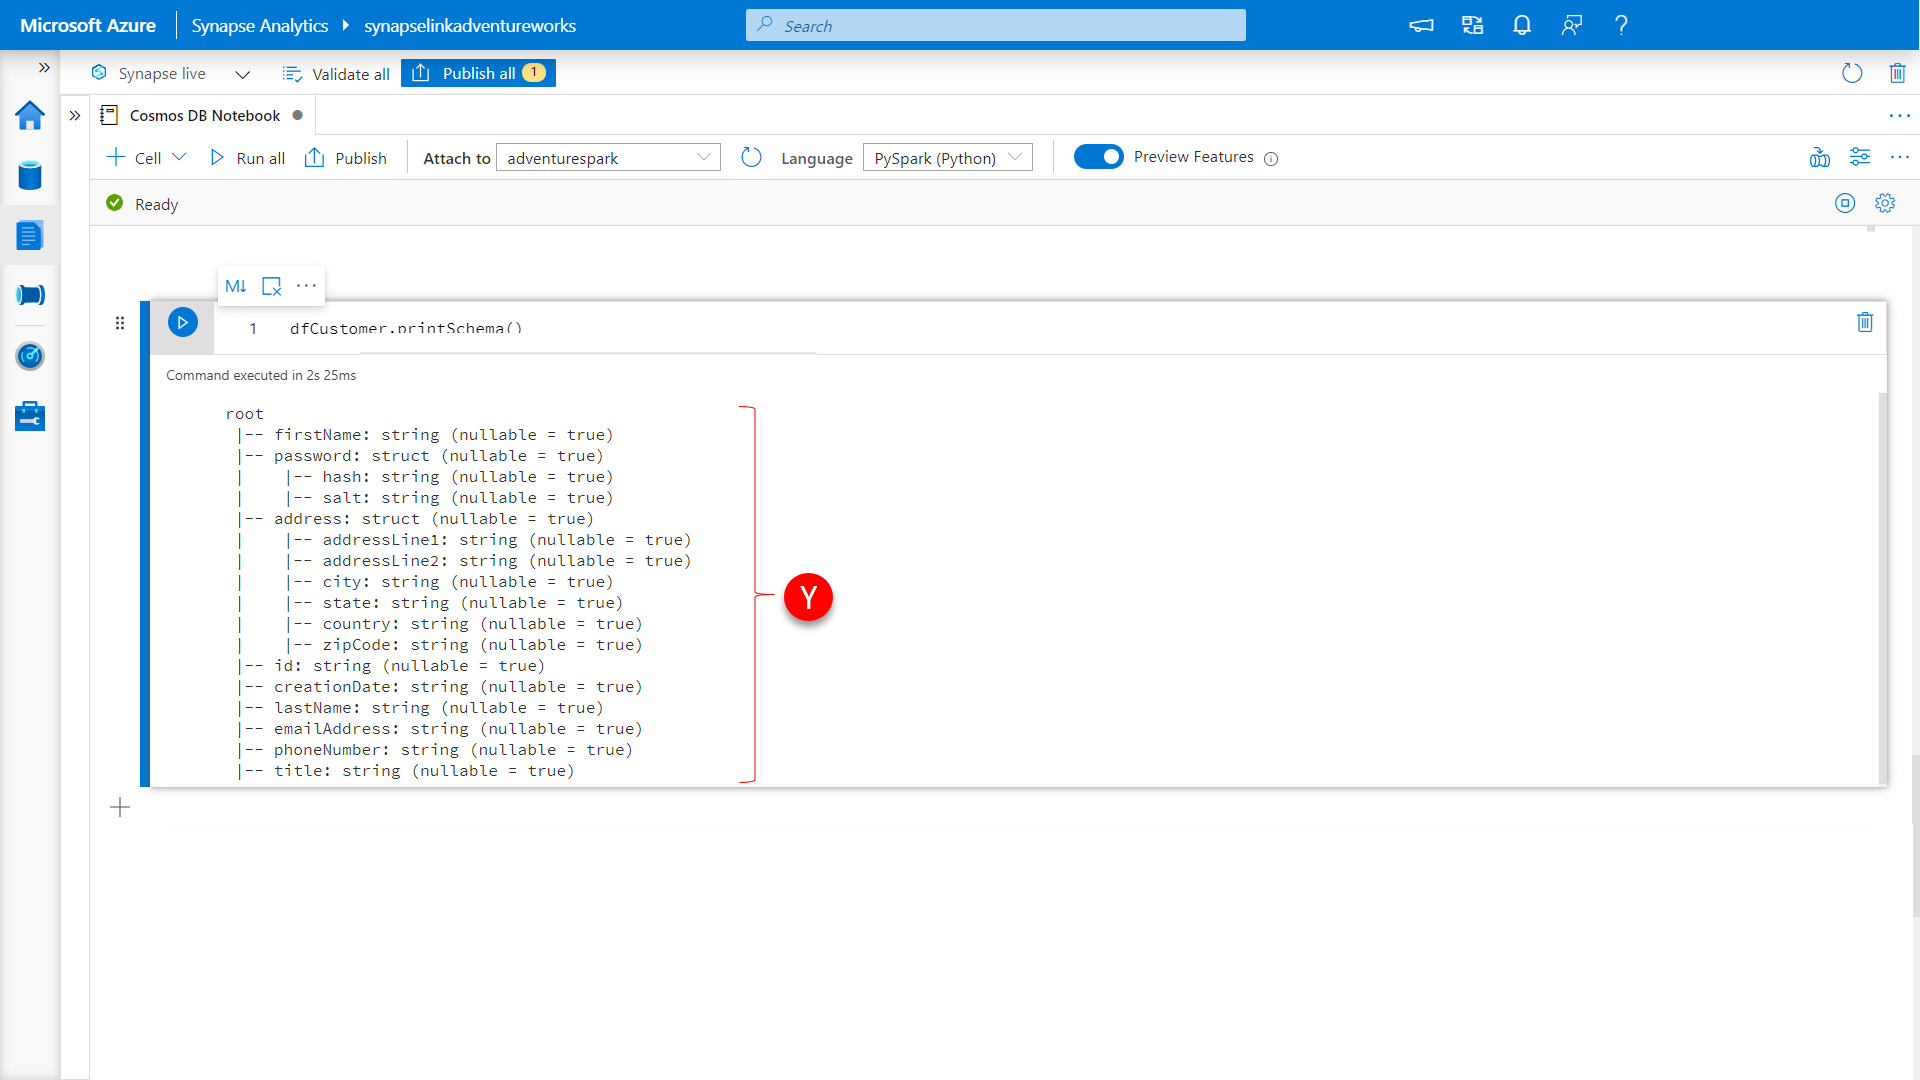 Microsoft Azure Synapse Analytics synapselinkadventureworks Search ?
Synapse live Validate all Publish all 1
Cosmos DB Notebook
Cell Run all Publish Attach to adventurespark Language PySpark (Python) Preview Features
Ready
M↓ ···
1 dfCustomer.printSchema()
Command executed in 2s 25ms
root
|-- firstName: string (nullable = true)
|-- password: struct (nullable = true)
| |-- hash: string (nullable = true)
| |-- salt: string (nullable = true)
|-- address: struct (nullable = true)
| |-- addressLine1: string (nullable = true)
| |-- addressLine2: string (nullable = true)
| |-- city: string (nullable = true)
| |-- state: string (nullable = true)
| |-- country: string (nullable = true)
| |-- zipCode: string (nullable = true)
|-- id: string (nullable = true)
|-- creationDate: string (nullable = true)
|-- lastName: string (nullable = true)
|-- emailAddress: string (nullable = true)
|-- phoneNumber: string (nullable = true)
|-- title: string (nullable = true)
Y